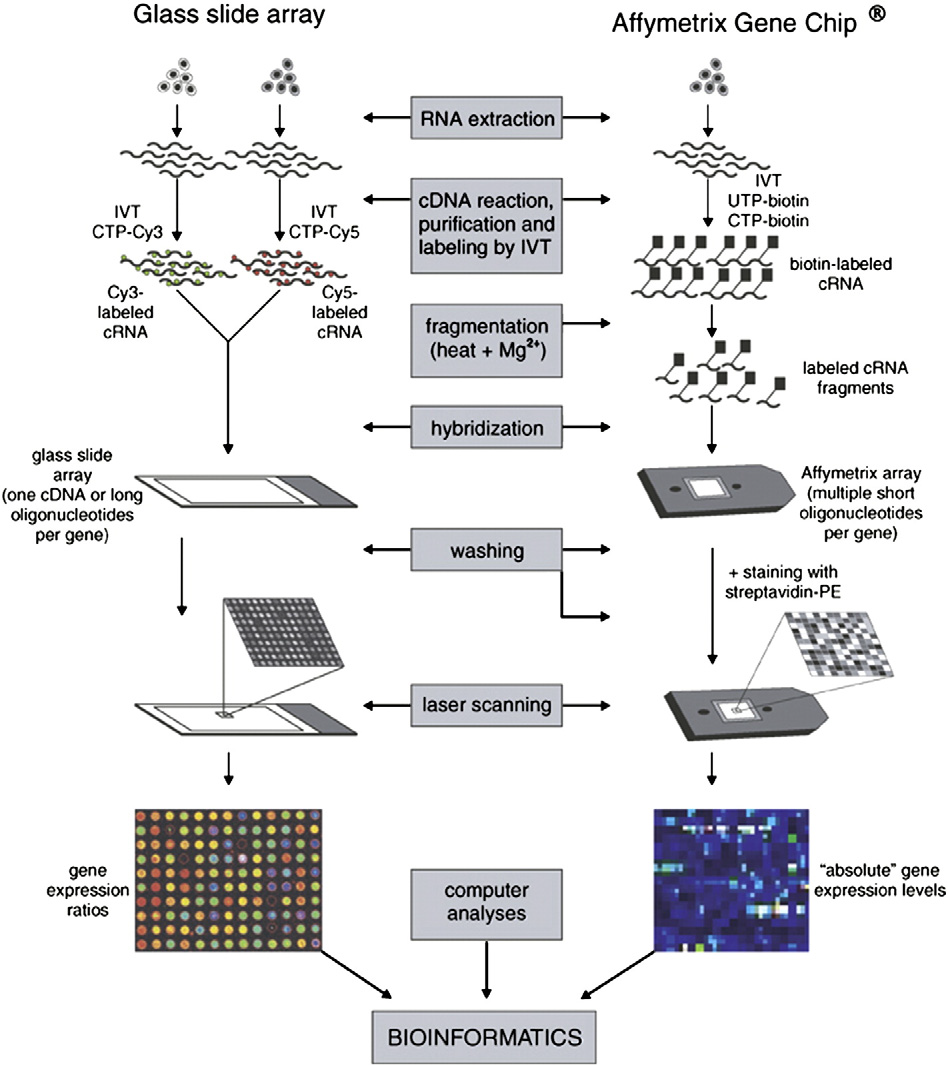 Glass slide array
Affymetrix Gene Chip ®
RNA extraction
IVT
CTP-Cy3
IVT
CTP-Cy5
cDNA reaction,
purification and
labeling by IVT
IVT
UTP-biotin
CTP-biotin
biotin-labeled
cRNA
Cy3-
labeled
cRNA
Cy5-
labeled
cRNA
fragmentation
(heat + Mg²⁺)
labeled cRNA
fragments
hybridization
glass slide
array
(one cDNA or long
oligonucleotides
per gene)
Affymetrix array
(multiple short
oligonucleotides
per gene)
washing
+ staining with
streptavidin-PE
laser scanning
gene
expression
ratios
computer
analyses
“absolute” gene
expression levels
BIOINFORMATICS